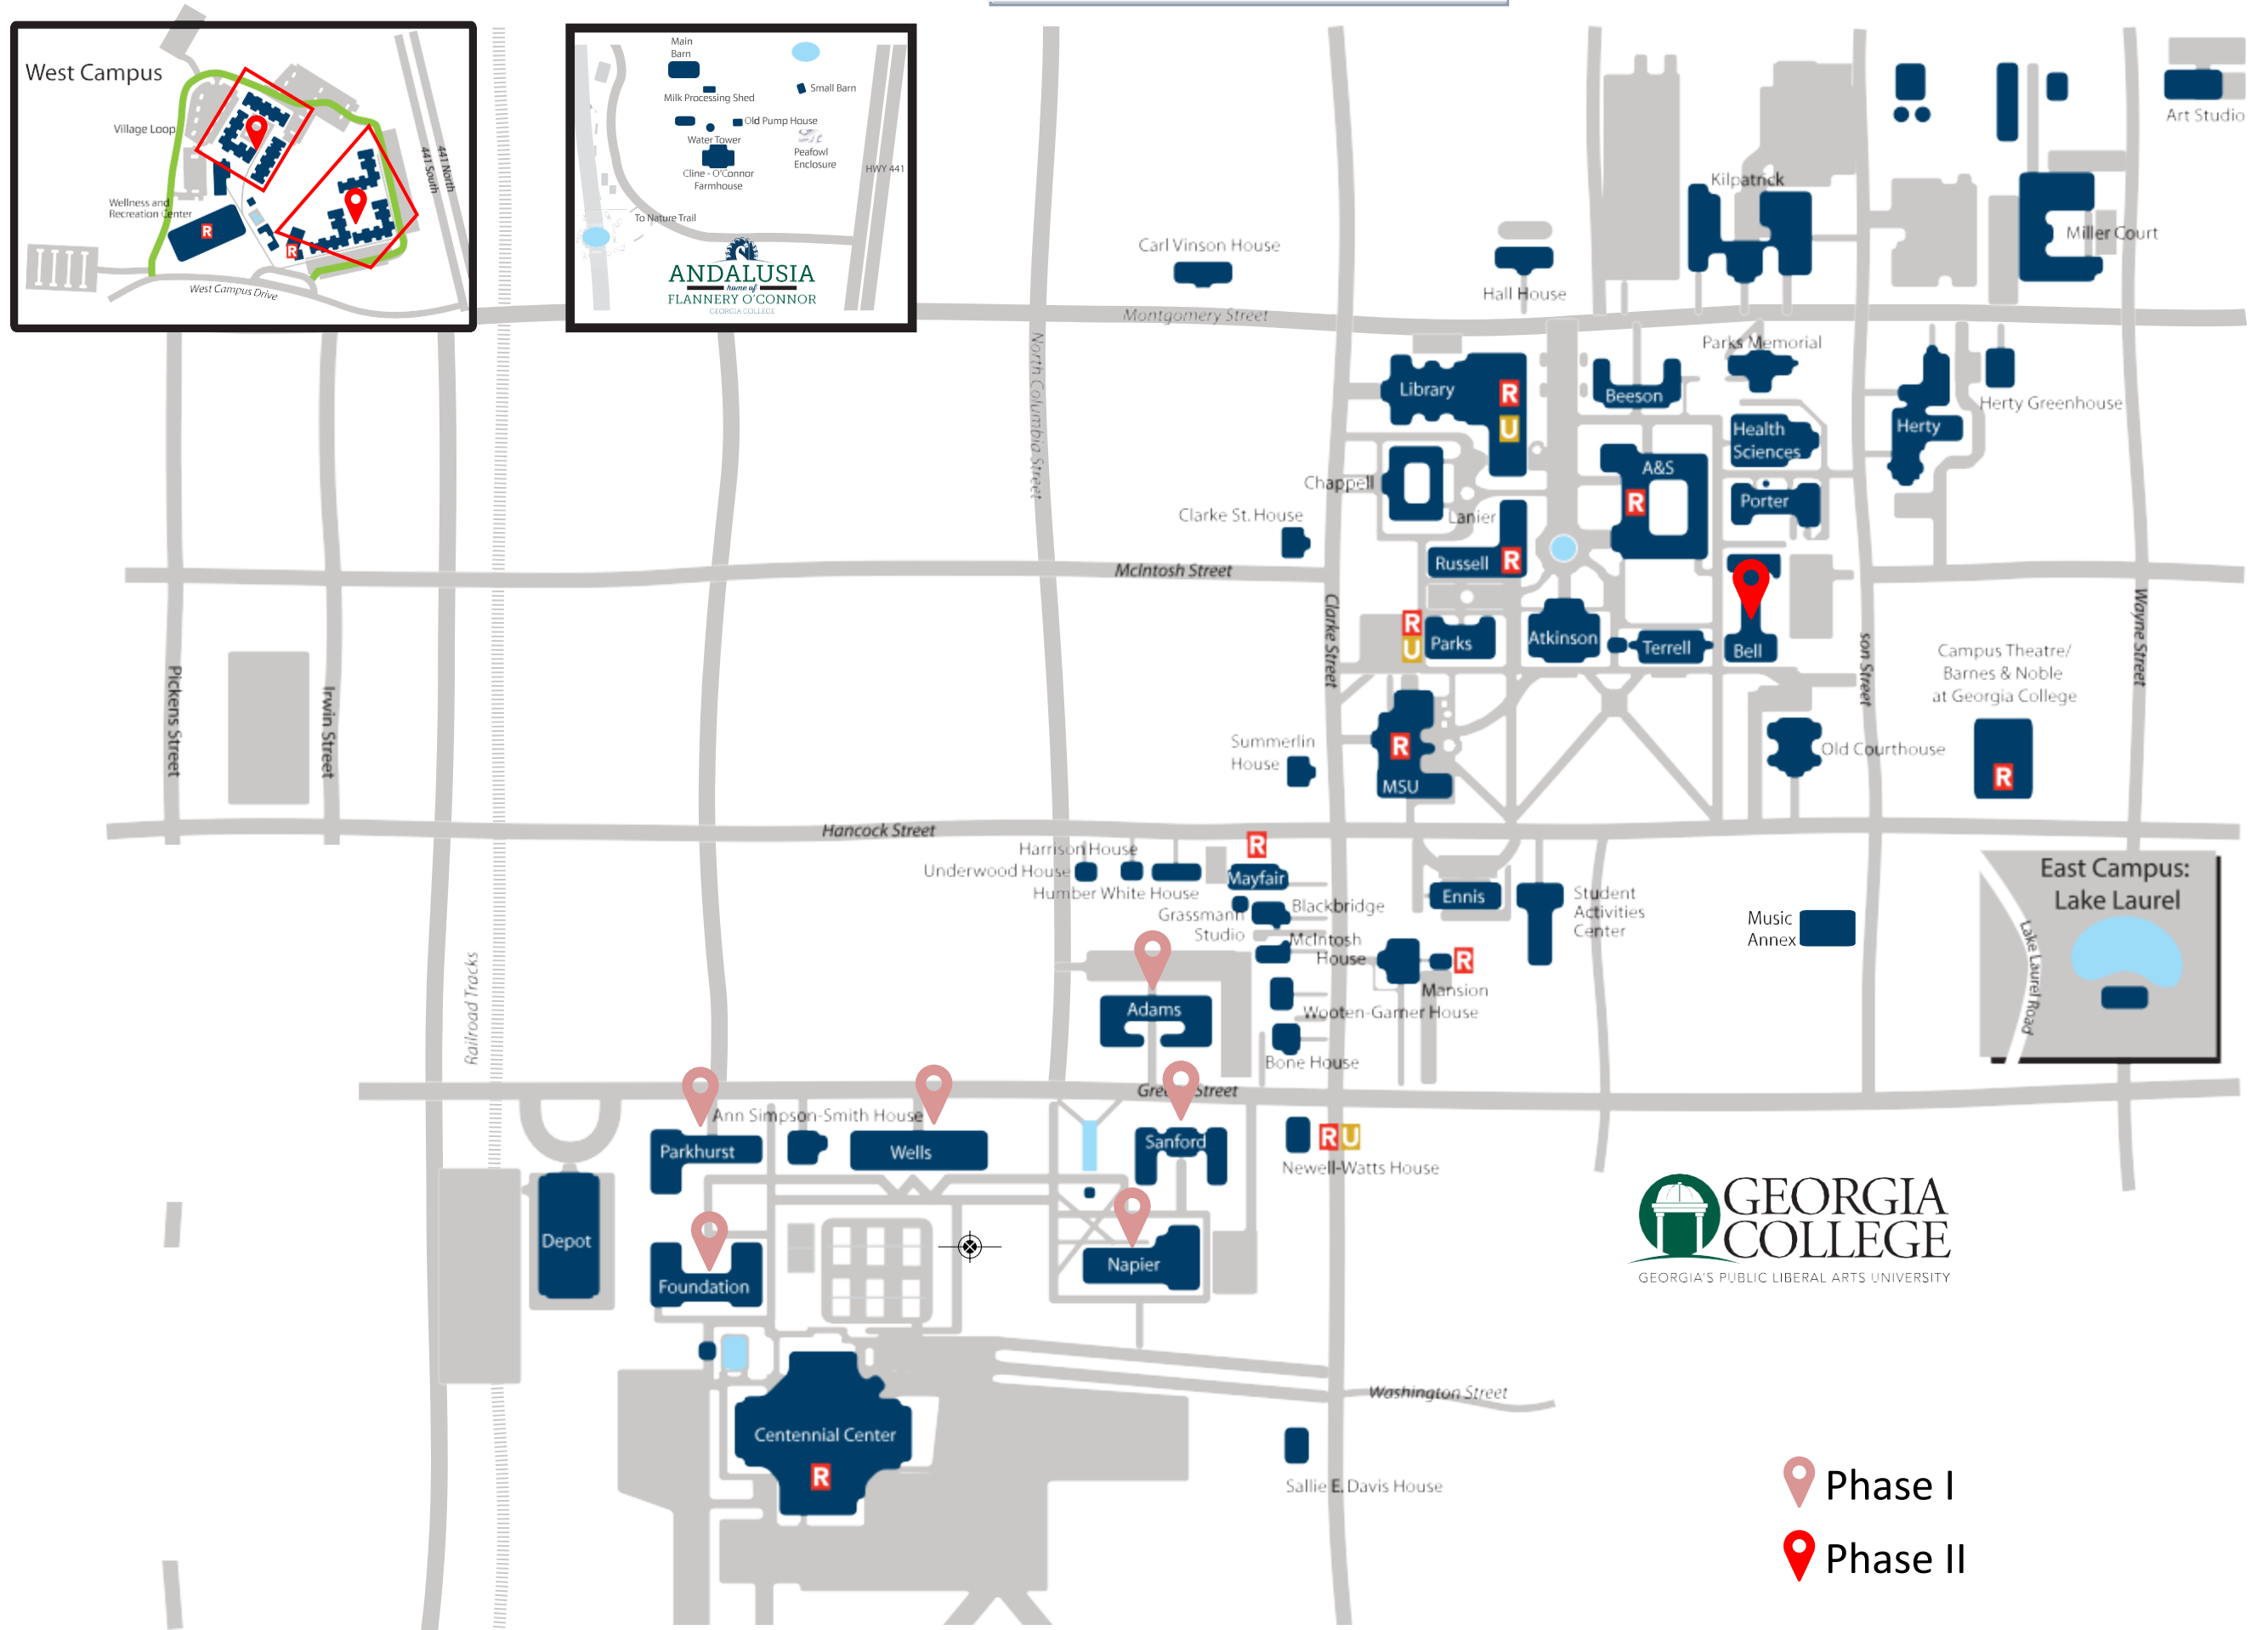 West Campus
Village Loop
441 North
441 South
Wellness and
Recreation Center
R
R
West Campus Drive
Main
Barn
Milk Processing Shed
Small Barn
Old Pump House
Water Tower
Peafowl
Enclosure
Cline - O'Connor
Farmhouse
HWY 441
To Nature Trail
ANDALUSIA
home of
FLANNERY O'CONNOR
GEORGIA COLLEGE
Art Studio
Kilpatrick
Miller Court
Carl Vinson House
Hall House
Montgomery Street
North Columbia Street
Parks Memorial
Library
R
U
Beeson
Herty Greenhouse
Health
Sciences
Herty
A&S
R
Chappell
Porter
Clarke St. House
Lanier
Russell
R
McIntosh Street
Clarke Street
Wayne Street
R
U
Parks
Atkinson
Terrell
Bell
son Street
Campus Theatre/
Barnes & Noble
at Georgia College
R
Pickens Street
Irwin Street
Summerlin
House
R
MSU
Old Courthouse
Hancock Street
Harrison House
Underwood House
Humber White House
R
Mayfair
Grassmann
Studio
Blackbridge
McIntosh
House
Ennis
Student
Activities
Center
Music
Annex
East Campus:
Lake Laurel
Lake Laurel Road
R
Mansion
Wooten-Garner House
Bone House
Adams
Railroad Tracks
Gre Street
Ann Simpson-Smith House
Parkhurst
Wells
Sanford
R U
Newell-Watts House
Depot
Foundation
Napier
GEORGIA
COLLEGE
GEORGIA'S PUBLIC LIBERAL ARTS UNIVERSITY
Washington Street
Centennial Center
R
Sallie E. Davis House
Phase I
Phase II